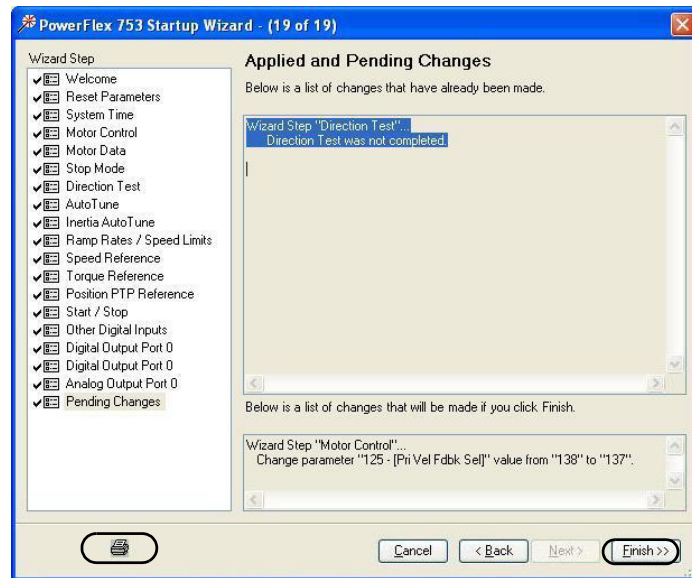 PowerFlex 753 Startup Wizard - (19 of 19)
Wizard Step
Welcome
Reset Parameters
System Time
Motor Control
Motor Data
Stop Mode
Direction Test
AutoTune
Inertia AutoTune
Ramp Rates / Speed Limits
Speed Reference
Torque Reference
Position PTP Reference
Start / Stop
Other Digital Inputs
Digital Output Port 0
Digital Output Port 0
Analog Output Port 0
Pending Changes
Applied and Pending Changes
Below is a list of changes that have already been made.
Wizard Step "Direction Test"...
Direction Test was not completed.
Below is a list of changes that will be made if you click Finish.
Wizard Step "Motor Control"...
Change parameter "125 - [Pri Vel Fdbk Sel]" value from "138" to "137".
Cancel
< Back
Next >
Finish >>